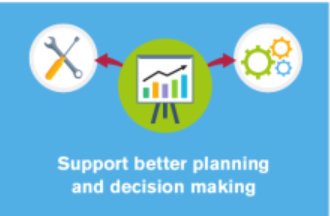 Support better planning
and decision making